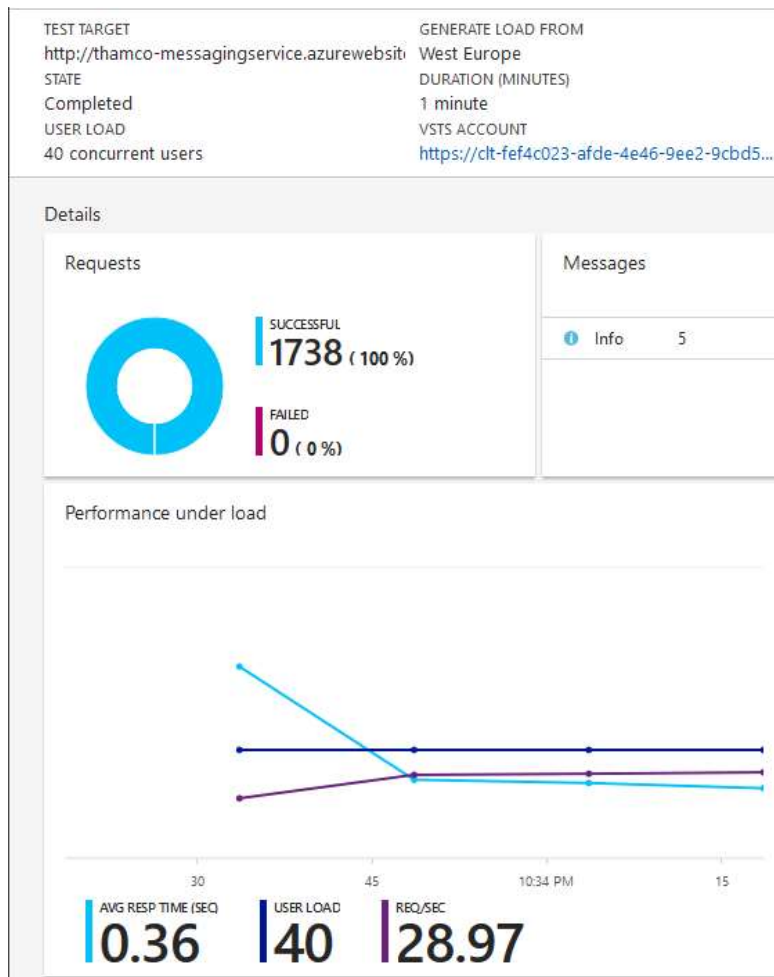 TEST TARGET
GENERATE LOAD FROM
http://thamco-messagingservice.azurewebsit
West Europe
STATE
DURATION (MINUTES)
Completed
1 minute
USER LOAD
VSTS ACCOUNT
40 concurrent users
https://clt-fef4c023-afde-4e46-9ee2-9cbd5...
Details
Requests
SUCCESSFUL
1738 ( 100 %)
FAILED
0 ( 0 %)
Messages
Info 5
Performance under load
30 45 10:34 PM 15
AVG RESP TIME (SEC)
0.36
USER LOAD
40
REQ/SEC
28.97